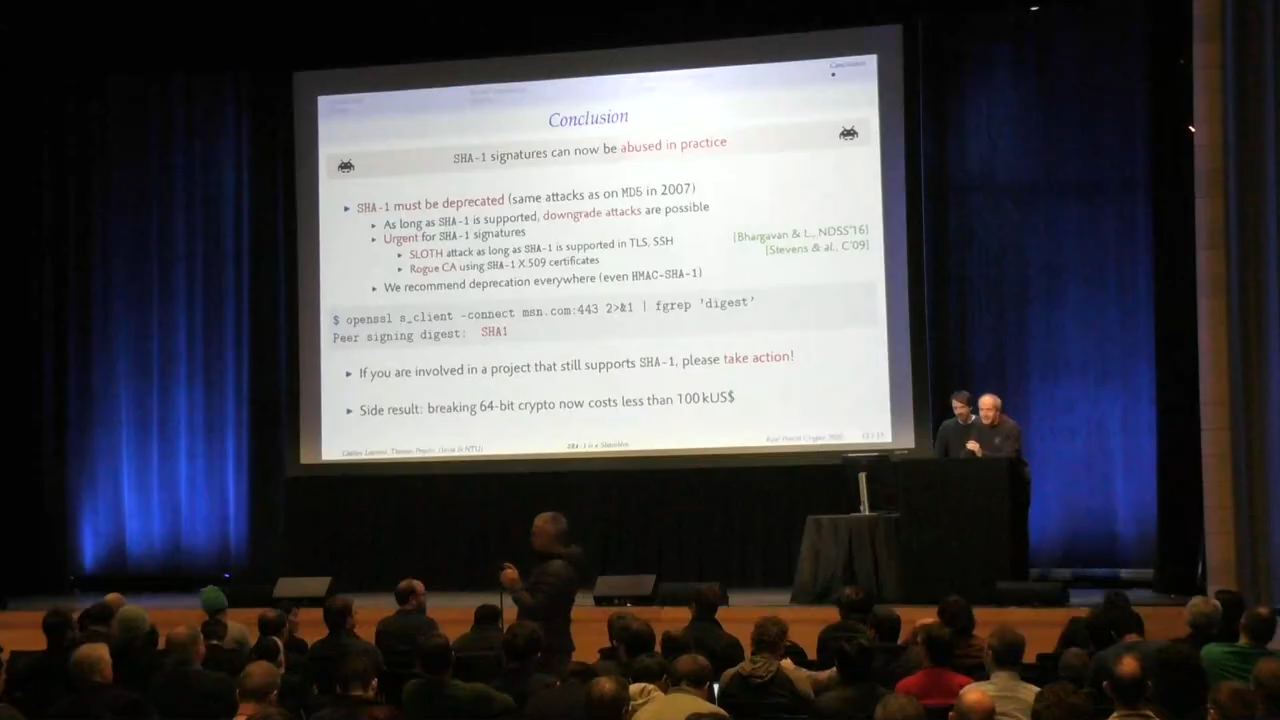 Conclusion
Conclusion
SHA-1 signatures can now be abused in practice
▸ SHA-1 must be deprecated (same attacks as on MD5 in 2007)
▸ As long as SHA-1 is supported, downgrade attacks are possible
▸ Urgent for SHA-1 signatures
▸ SLOTH attack as long as SHA-1 is supported in TLS, SSH
[Bhargavan & L., NDSS'16]
▸ Rogue CA using SHA-1 X.509 certificates
[Stevens & al., C'09]
▸ We recommend deprecation everywhere (even HMAC-SHA-1)
$ openssl s_client -connect msn.com:443 2>&1 | fgrep 'digest'
Peer signing digest: SHA1
▸ If you are involved in a project that still supports SHA-1, please take action!
▸ Side result: breaking 64-bit crypto now costs less than 100 kUS$
SHA-1 is a Shambles